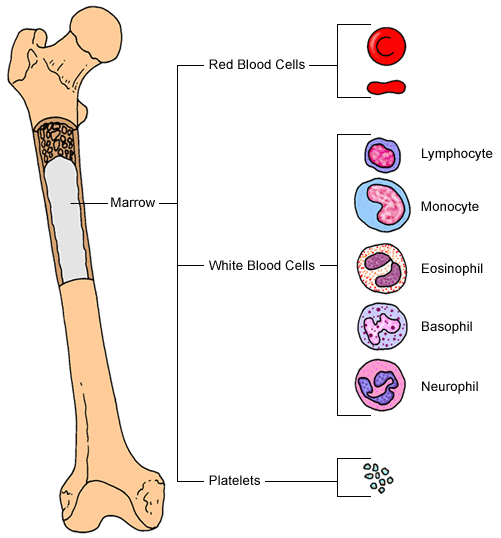 Red Blood Cells
Lymphocyte
Marrow
Monocyte
White Blood Cells
Eosinophil
Basophil
Neurophil
Platelets